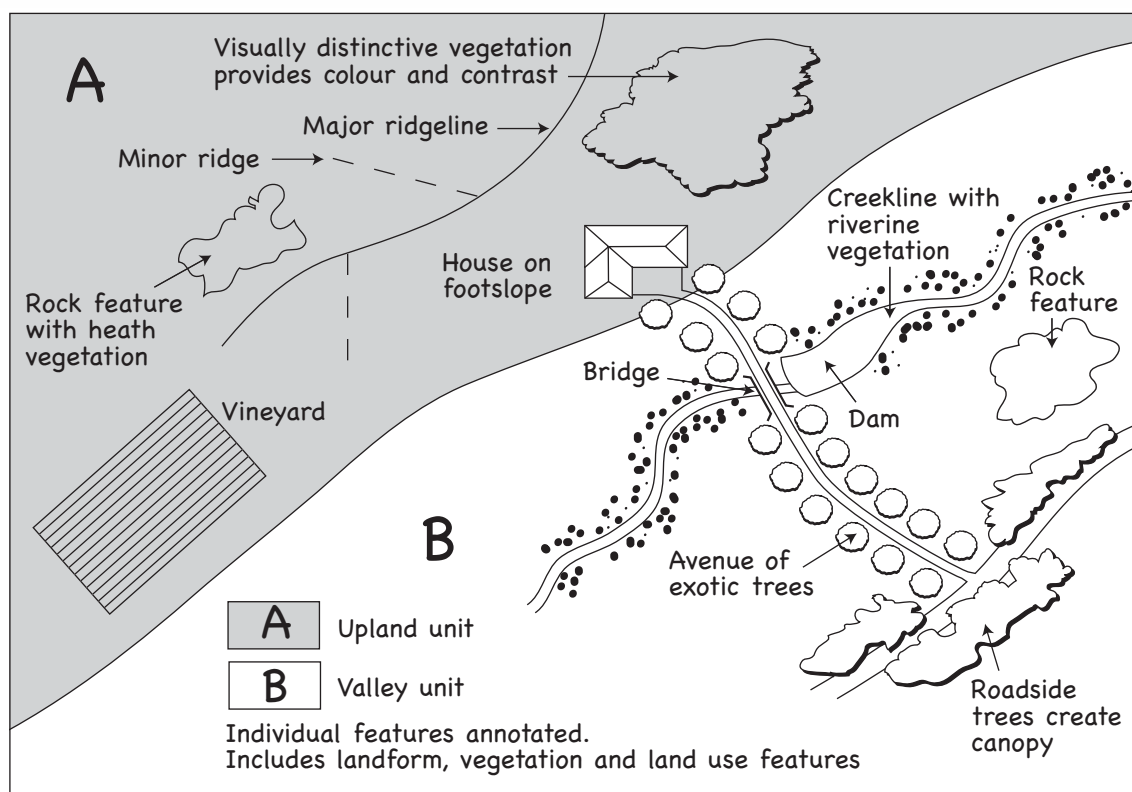 A
Visually distinctive vegetation
provides colour and contrast
Major ridgeline
Minor ridge
Creekline with
riverine
vegetation
House on
footslope
Rock
feature
Rock feature
with heath
vegetation
Bridge
Vineyard
Dam
B
Avenue of
exotic trees
A
Upland unit
B
Valley unit
Roadside
trees create
canopy
Individual features annotated.
Includes landform, vegetation and land use features